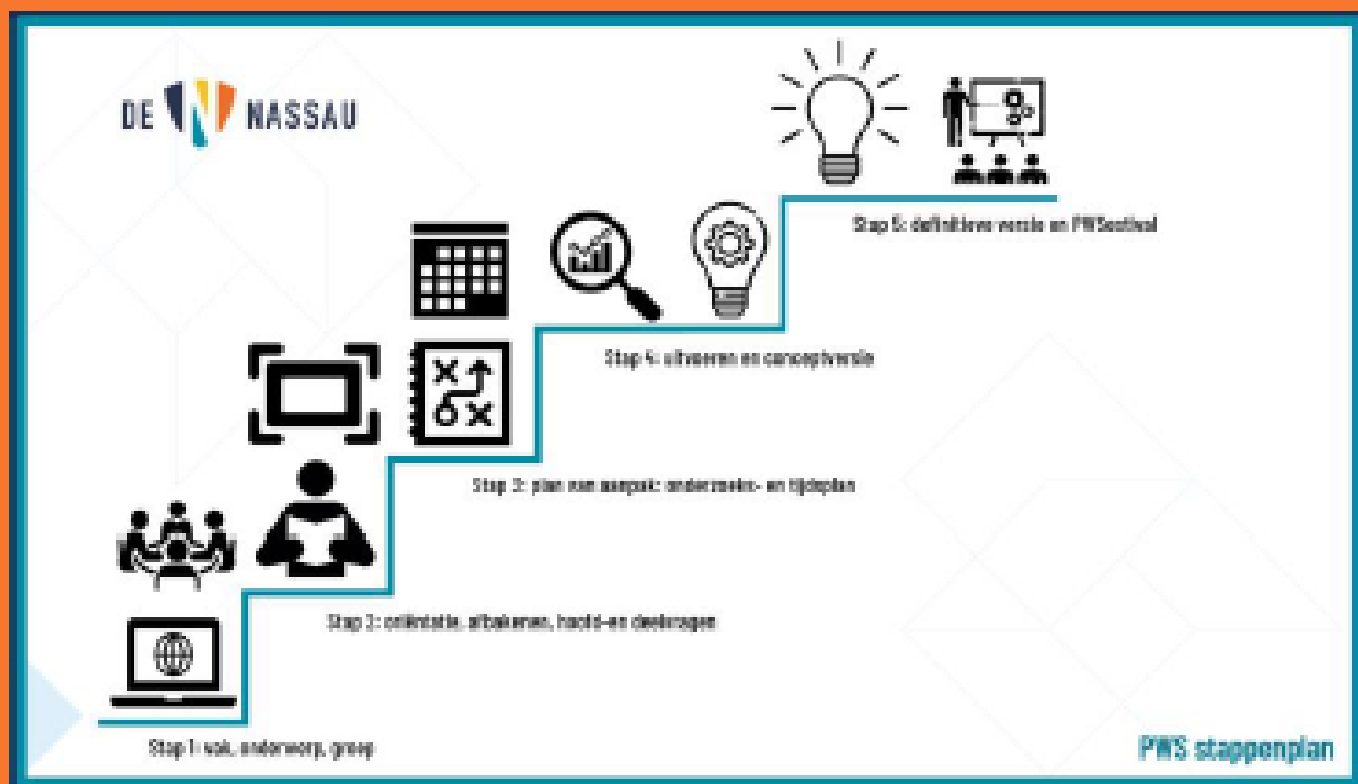 DE NASSAU
Stap 5: definitieve versie en PWSestival
Stap 4: uitvoeren en conceptversie
Stap 3: plan van aanpak: onderzoeks- en tijdsplan
Stap 2: oriëntatie, afbakenen, hoofd-en deelvragen
Stap 1: vak, onderwerp, groep
PWS stappenplan